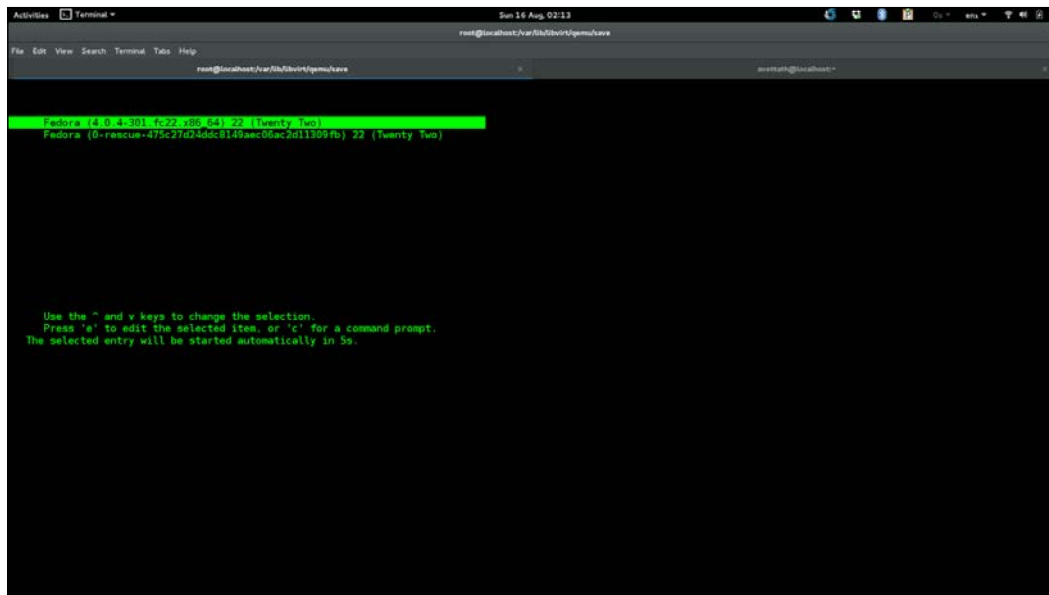 Activities Terminal Sun 16 Aug, 02:13 en₁
root@localhost:/var/lib/libvirt/qemu/save
File Edit View Search Terminal Tabs Help
root@localhost:/var/lib/libvirt/qemu/save × ×
Fedora (4.0.4-301.fc22.x86_64) 22 (Twenty Two)
Fedora (0-rescue-475c27d24ddc8149aec06ac2d11309fb) 22 (Twenty Two)
Use the ^ and v keys to change the selection.
Press 'e' to edit the selected item, or 'c' for a command prompt.
The selected entry will be started automatically in 5s.